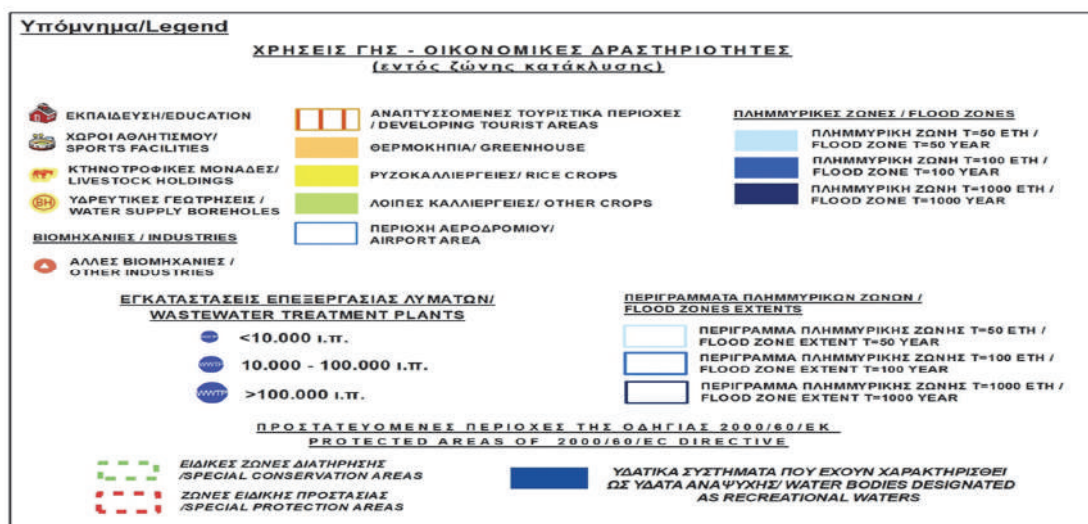 Υπόμνημα/Legend
ΧΡΗΣΕΙΣ ΓΗΣ - ΟΙΚΟΝΟΜΙΚΕΣ ΔΡΑΣΤΗΡΙΟΤΗΤΕΣ
(εντός ζώνης κατάκλυσης)
ΕΚΠΑΙΔΕΥΣΗ/EDUCATION
ΧΩΡΟΙ ΑΘΛΗΤΙΣΜΟΥ/
SPORTS FACILITIES
ΚΤΗΝΟΤΡΟΦΙΚΕΣ ΜΟΝΑΔΕΣ/
LIVESTOCK HOLDINGS
BH
ΥΔΡΕΥΤΙΚΕΣ ΓΕΩΤΡΗΣΕΙΣ /
WATER SUPPLY BOREHOLES
ΒΙΟΜΗΧΑΝΙΕΣ / INDUSTRIES
ΑΛΛΕΣ ΒΙΟΜΗΧΑΝΙΕΣ /
OTHER INDUSTRIES
ΑΝΑΠΤΥΣΣΟΜΕΝΕΣ ΤΟΥΡΙΣΤΙΚΑ ΠΕΡΙΟΧΕΣ
/ DEVELOPING TOURIST AREAS
ΘΕΡΜΟΚΗΠΙΑ/ GREENHOUSE
ΡΥΖΟΚΑΛΛΙΕΡΓΕΙΕΣ/ RICE CROPS
ΛΟΙΠΕΣ ΚΑΛΛΙΕΡΓΕΙΕΣ/ OTHER CROPS
ΠΕΡΙΟΧΗ ΑΕΡΟΔΡΟΜΙΟΥ/
AIRPORT AREA
ΠΛΗΜΜΥΡΙΚΕΣ ΖΩΝΕΣ / FLOOD ZONES
ΠΛΗΜΜΥΡΙΚΗ ΖΩΝΗ T=50 ΕΤΗ /
FLOOD ZONE T=50 YEAR
ΠΛΗΜΜΥΡΙΚΗ ΖΩΝΗ T=100 ΕΤΗ /
FLOOD ZONE T=100 YEAR
ΠΛΗΜΜΥΡΙΚΗ ΖΩΝΗ T=1000 ΕΤΗ /
FLOOD ZONE T=1000 YEAR
ΕΓΚΑΤΑΣΤΑΣΕΙΣ ΕΠΕΞΕΡΓΑΣΙΑΣ ΛΥΜΑΤΩΝ/
WASTEWATER TREATMENT PLANTS
<10.000 ι.π.
WWTP
10.000 - 100.000 ι.π.
WWTP
>100.000 ι.π.
ΠΕΡΙΓΡΑΜΜΑΤΑ ΠΛΗΜΜΥΡΙΚΩΝ ΖΩΝΩΝ /
FLOOD ZONES EXTENTS
ΠΕΡΙΓΡΑΜΜΑ ΠΛΗΜΜΥΡΙΚΗΣ ΖΩΝΗΣ T=50 ΕΤΗ /
FLOOD ZONE EXTENT T=50 YEAR
ΠΕΡΙΓΡΑΜΜΑ ΠΛΗΜΜΥΡΙΚΗΣ ΖΩΝΗΣ T=100 ΕΤΗ /
FLOOD ZONE EXTENT T=100 YEAR
ΠΕΡΙΓΡΑΜΜΑ ΠΛΗΜΜΥΡΙΚΗΣ ΖΩΝΗΣ T=1000 ΕΤΗ /
FLOOD ZONE EXTENT T=1000 YEAR
ΠΡΟΣΤΑΤΕΥΟΜΕΝΕΣ ΠΕΡΙΟΧΕΣ ΤΗΣ ΟΔΗΓΙΑΣ 2000/60/ΕΚ
PROTECTED AREAS OF 2000/60/EC DIRECTIVE
ΕΙΔΙΚΕΣ ΖΩΝΕΣ ΔΙΑΤΗΡΗΣΗΣ
/SPECIAL CONSERVATION AREAS
ΖΩΝΕΣ ΕΙΔΙΚΗΣ ΠΡΟΣΤΑΣΙΑΣ
/SPECIAL PROTECTION AREAS
ΥΔΑΤΙΚΑ ΣΥΣΤΗΜΑΤΑ ΠΟΥ ΕΧΟΥΝ ΧΑΡΑΚΤΗΡΙΣΘΕΙ
ΩΣ ΥΔΑΤΑ ΑΝΑΨΥΧΗΣ/ WATER BODIES DESIGNATED
AS RECREATIONAL WATERS